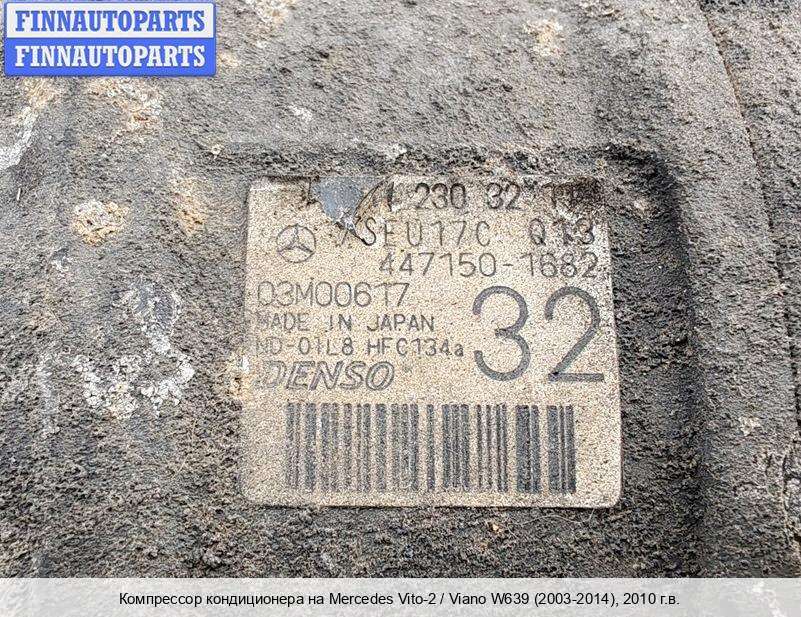 FINNAUTOPARTS
FINNAUTOPARTS
230 32
7SEU17C Q13
447150-1682
03M00617
MADE IN JAPAN
ND-OIL8 HFC134a
32
DENSO
Компрессор кондиционера на Mercedes Vito-2 / Viano W639 (2003-2014), 2010 г.в.